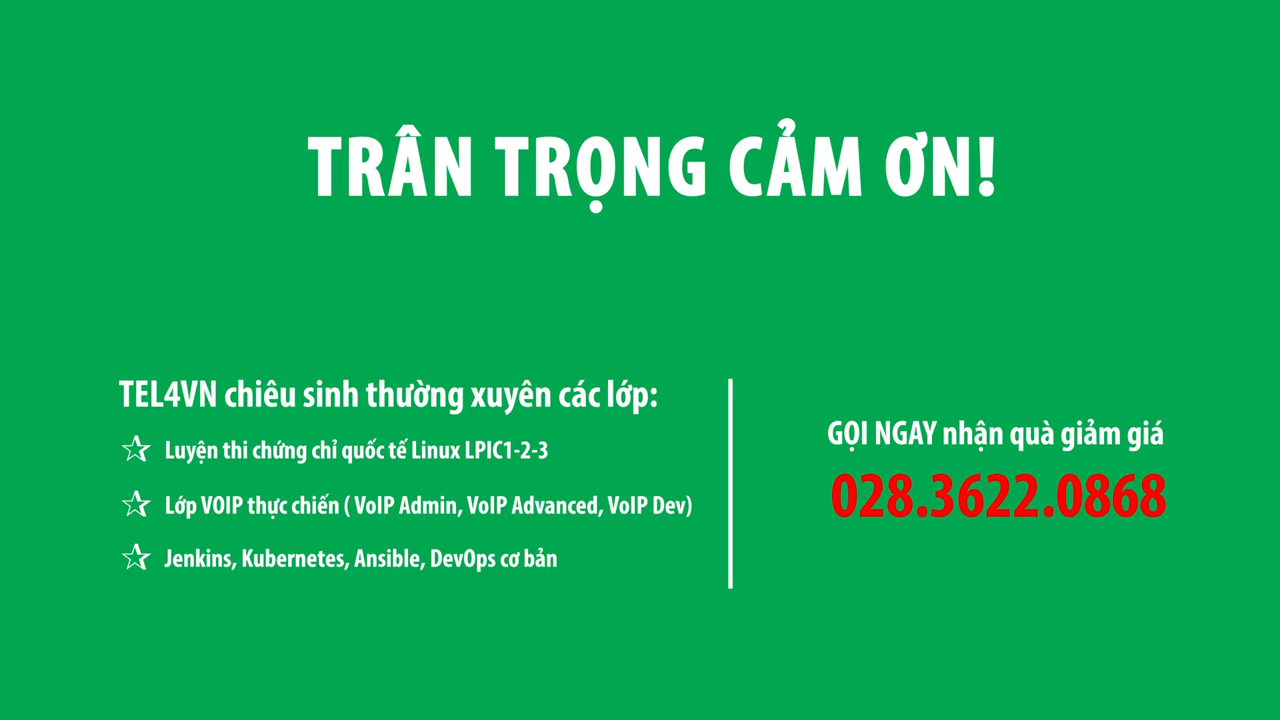 TRÂN TRỌNG CẢM ƠN!
TEL4VN chiêu sinh thường xuyên các lớp:
Luyện thi chứng chỉ quốc tế Linux LPIC1-2-3
Lớp VOIP thực chiến ( VoIP Admin, VoIP Advanced, VoIP Dev)
Jenkins, Kubernetes, Ansible, DevOps cơ bản
GỌI NGAY nhận quà giảm giá
028.3622.0868